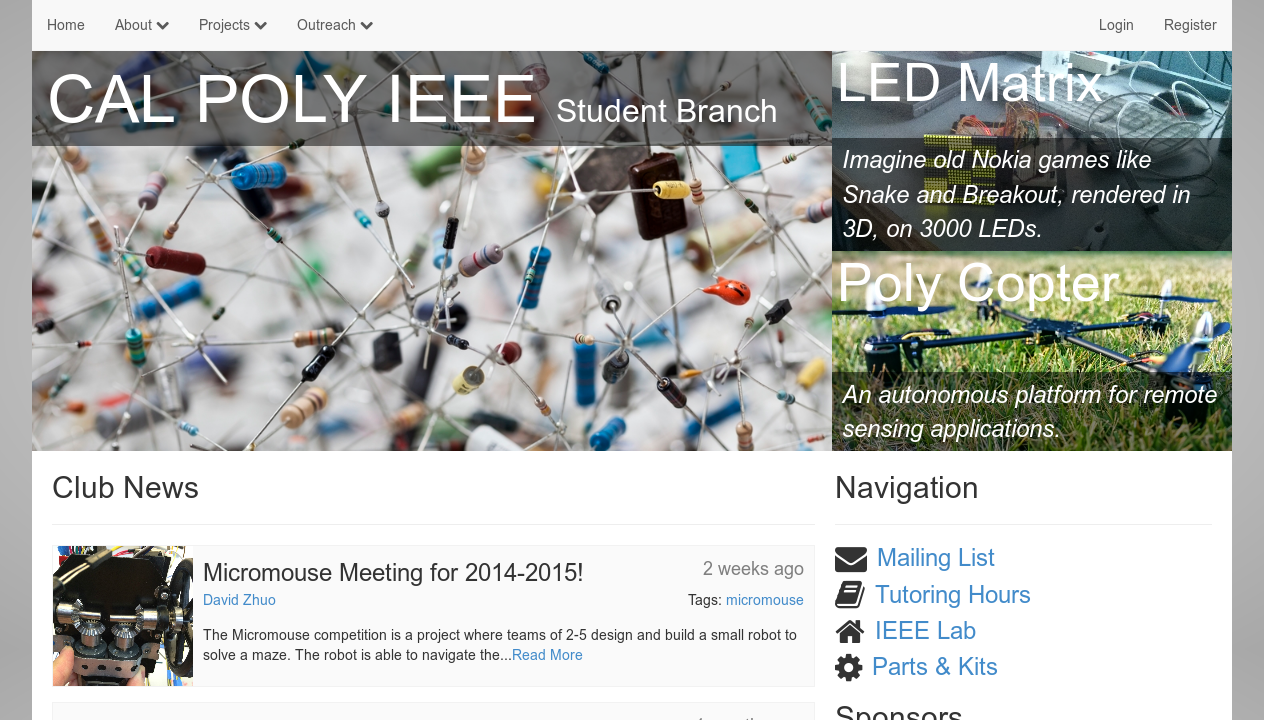 Home
About
Projects
Outreach
Login
Register
CAL POLY IEEE Student Branch
LED Matrix
Imagine old Nokia games like
Snake and Breakout, rendered in
3D, on 3000 LEDs.
Poly Copter
An autonomous platform for remote
sensing applications.
Club News
Micromouse Meeting for 2014-2015!
2 weeks ago
David Zhuo
Tags: micromouse
The Micromouse competition is a project where teams of 2-5 design and build a small robot to
solve a maze. The robot is able to navigate the...Read More
Navigation
Mailing List
Tutoring Hours
IEEE Lab
Parts & Kits
Sponsors